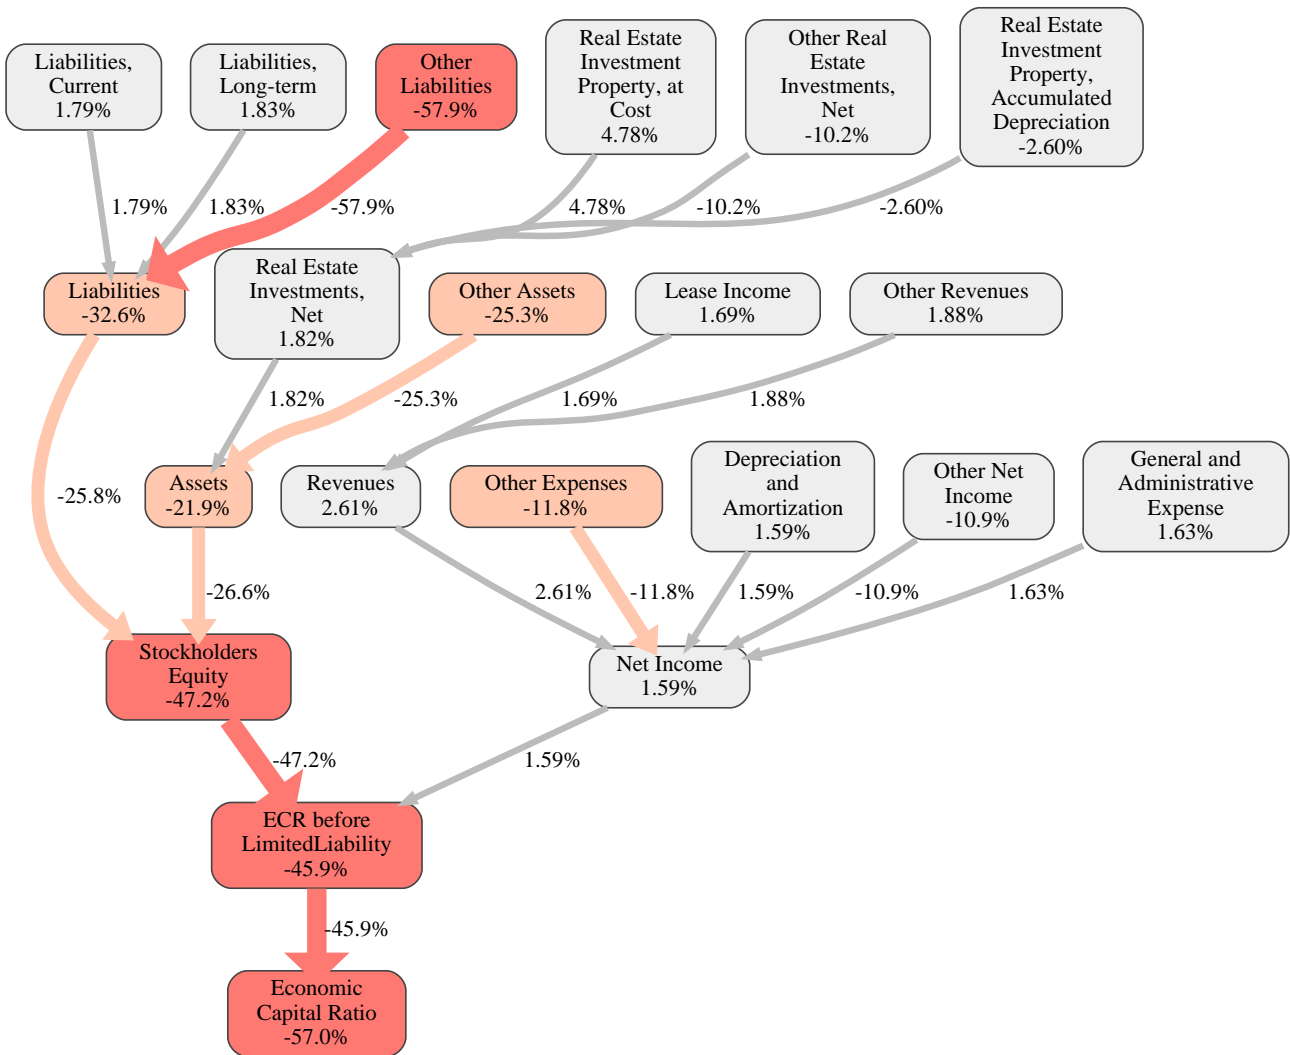 Liabilities,
Current
1.79%
Liabilities,
Long-term
1.83%
Other
Liabilities
-57.9%
Real Estate
Investment
Property, at
Cost
4.78%
Other Real
Estate
Investments,
Net
-10.2%
Real Estate
Investment
Property,
Accumulated
Depreciation
-2.60%
1.79%
1.83%
-57.9%
4.78%
-10.2%
-2.60%
Liabilities
-32.6%
Real Estate
Investments,
Net
1.82%
Other Assets
-25.3%
Lease Income
1.69%
Other Revenues
1.88%
1.82%
-25.3%
1.69%
1.88%
-25.8%
Assets
-21.9%
Revenues
2.61%
Other Expenses
-11.8%
Depreciation
and
Amortization
1.59%
Other Net
Income
-10.9%
General and
Administrative
Expense
1.63%
-26.6%
2.61%
-11.8%
1.59%
-10.9%
1.63%
Stockholders
Equity
-47.2%
Net Income
1.59%
-47.2%
1.59%
ECR before
LimitedLiability
-45.9%
-45.9%
Economic
Capital Ratio
-57.0%